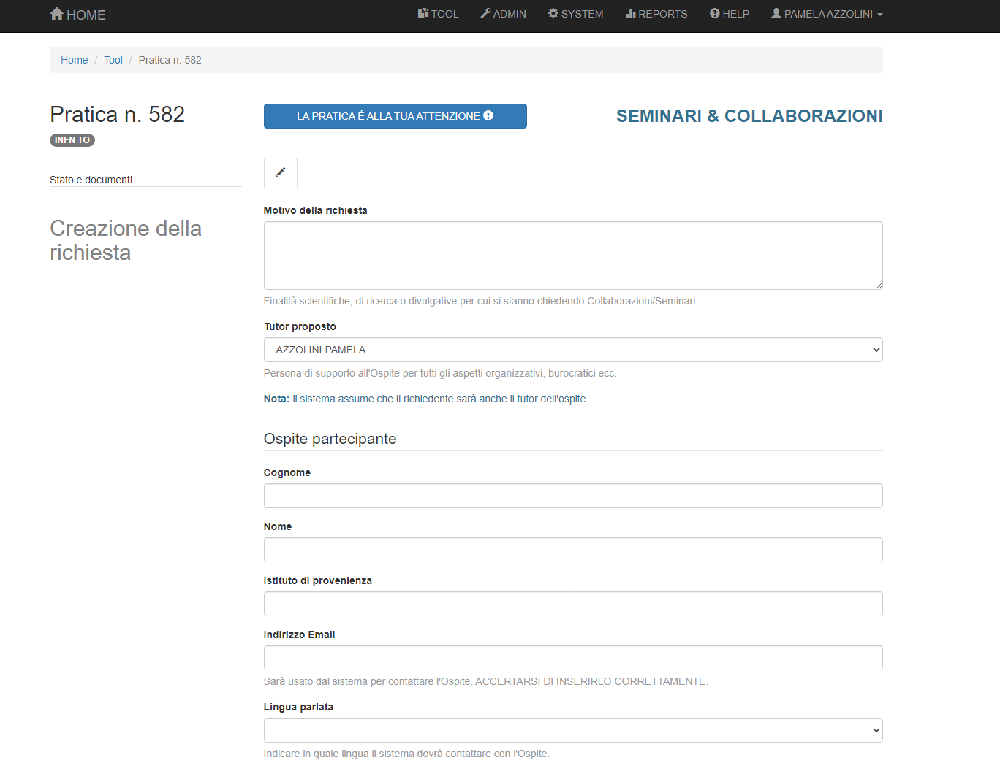 HOME TOOL ADMIN SYSTEM REPORTS HELP PAMELA AZZOLINI
Home / Tool / Pratica n. 582
Pratica n. 582
INFN TO
Stato e documenti
Creazione della
richiesta
LA PRATICA É ALLA TUA ATTENZIONE
SEMINARI & COLLABORAZIONI
Motivo della richiesta
Finalità scientifiche, di ricerca o divulgative per cui si stanno chiedendo Collaborazioni/Seminari.
Tutor proposto
AZZOLINI PAMELA
Persona di supporto all'Ospite per tutti gli aspetti organizzativi, burocratici ecc.
Nota: il sistema assume che il richiedente sarà anche il tutor dell'ospite.
Ospite partecipante
Cognome
Nome
Istituto di provenienza
Indirizzo Email
Sarà usato dal sistema per contattare l'Ospite. ACCERTARSI DI INSERIRLO CORRETTAMENTE.
Lingua parlata
Indicare in quale lingua il sistema dovrà contattare con l'Ospite.